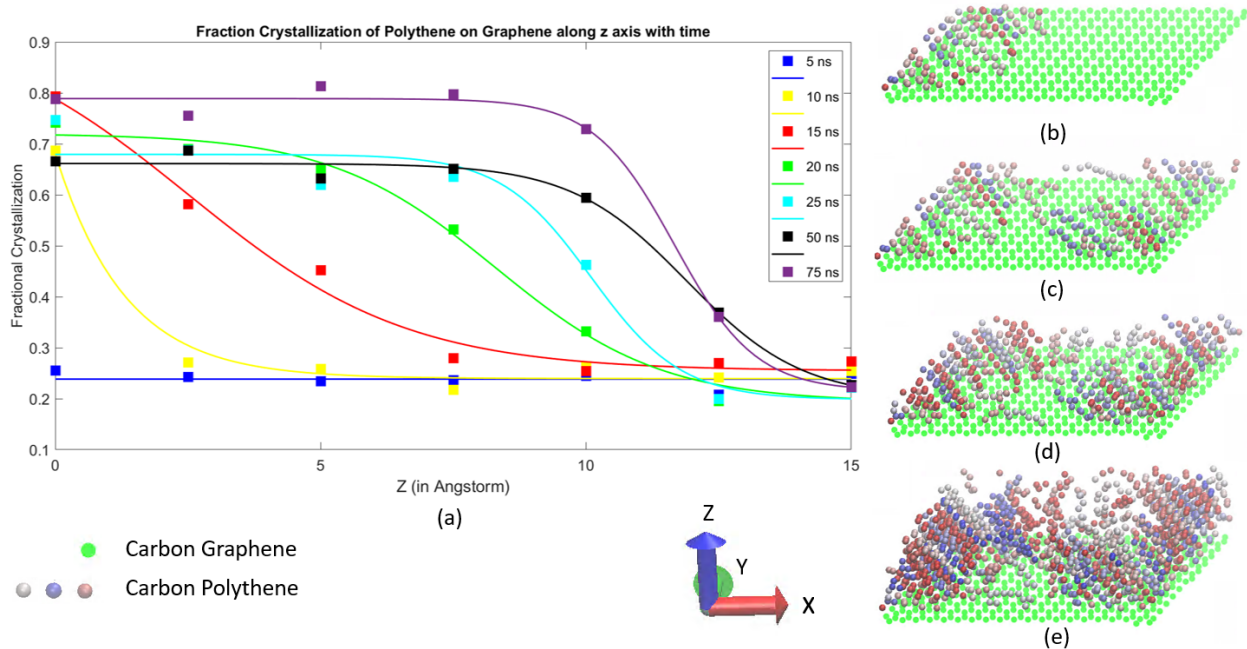 Fraction Crystallization of Polythene on Graphene along z axis with time
0.9
0.8
0.7
0.6
0.5
0.4
0.3
0.2
0.1
Fractional Crystallization
0
5
10
15
Z (in Angstorm)
(a)
5 ns
10 ns
15 ns
20 ns
25 ns
50 ns
75 ns
(b)
(c)
(d)
(e)
Carbon Graphene
Carbon Polythene
Z
Y
X